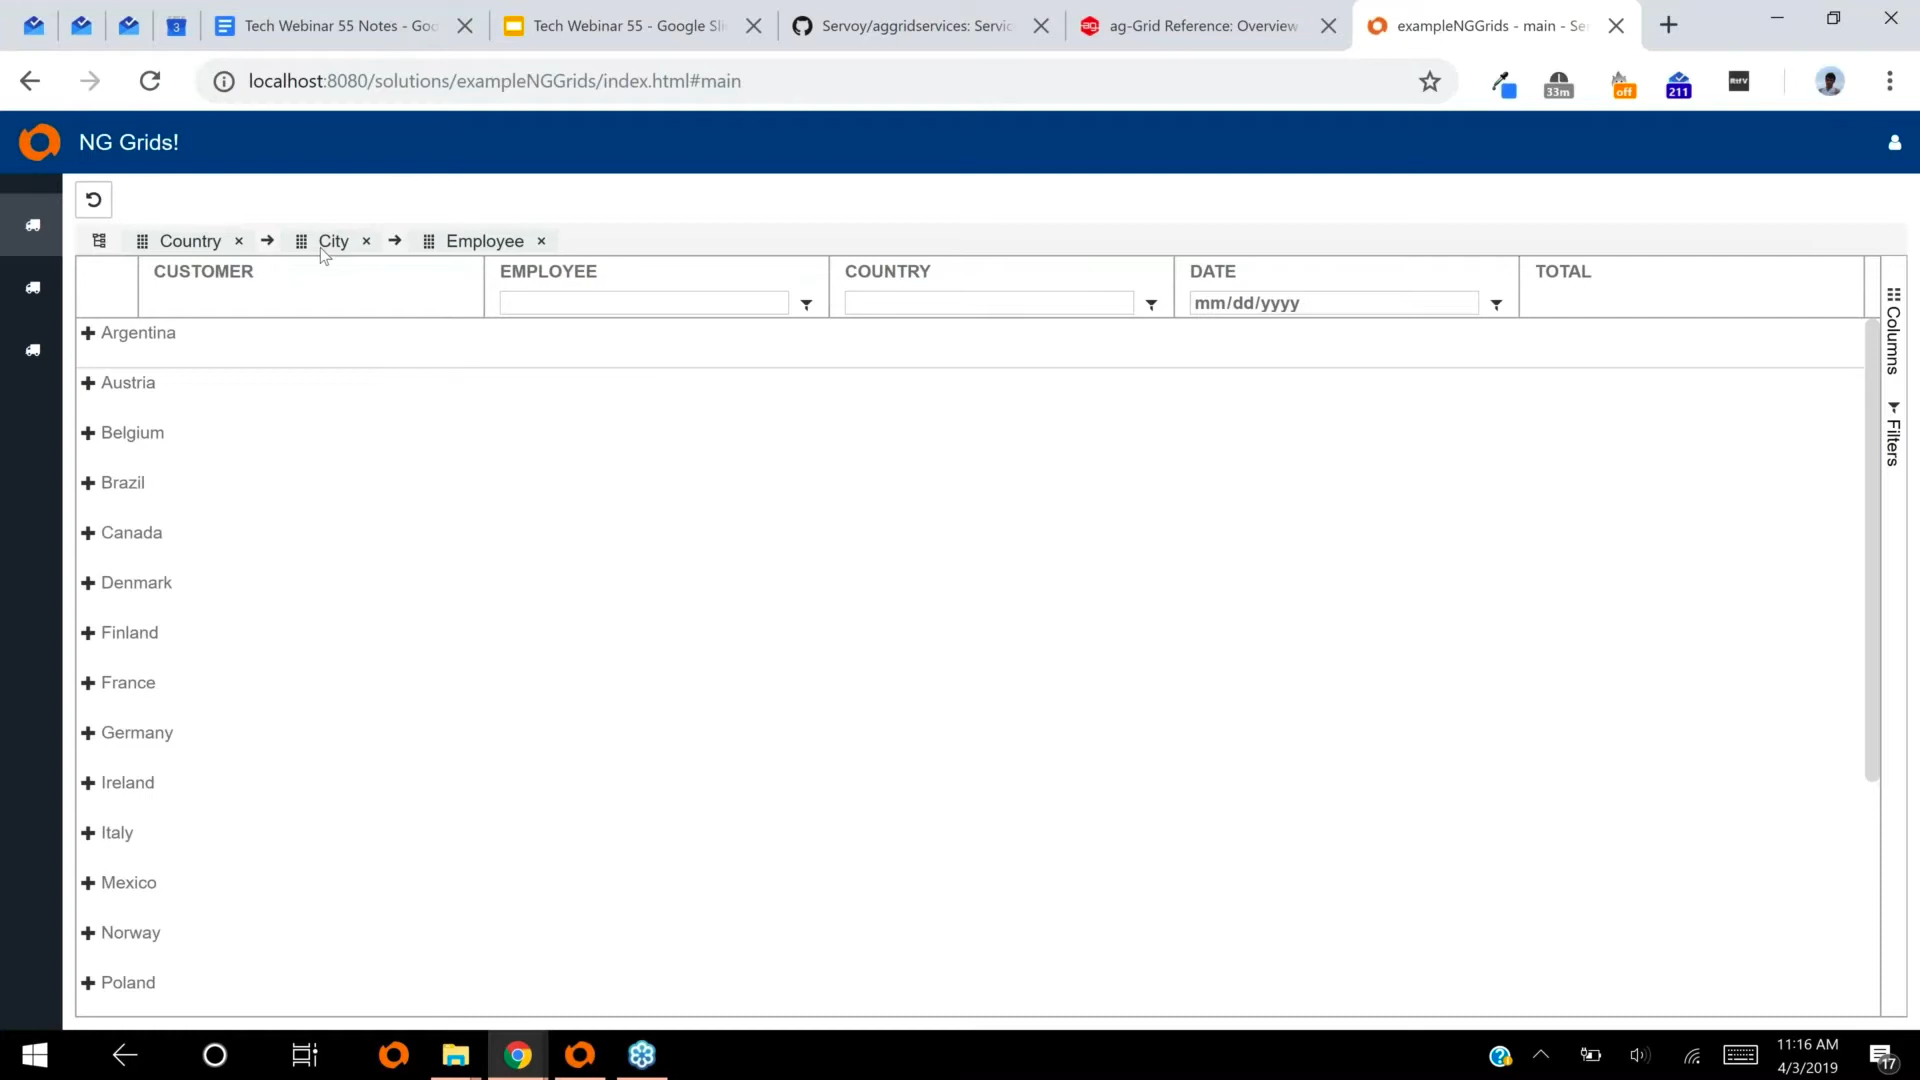 Tech Webinar 55 Notes - Goo
Tech Webinar 55 - Google Sli
Servoy/aggridservices: Servic
ag-Grid Reference: Overview
exampleNGGrids - main - Se
3
localhost:8080/solutions/exampleNGGrids/index.html#main
33m
off
211
NG Grids!
Country × City × Employee ×
CUSTOMER EMPLOYEE COUNTRY DATE TOTAL
mm/dd/yyyy
Columns
Filters
Argentina
Austria
Belgium
Brazil
Canada
Denmark
Finland
France
Germany
Ireland
Italy
Mexico
Norway
Poland
11:16 AM
4/3/2019
17